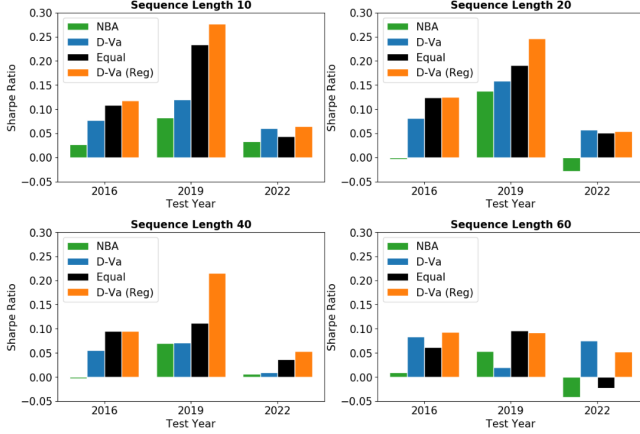 Sequence Length 10
0.30
0.25
0.20
0.15
0.10
0.05
0.00
−0.05
Sharpe Ratio
NBA
D-Va
Equal
D-Va (Reg)
2016 2019 2022
Test Year
Sequence Length 20
0.30
0.25
0.20
0.15
0.10
0.05
0.00
−0.05
Sharpe Ratio
NBA
D-Va
Equal
D-Va (Reg)
2016 2019 2022
Test Year
Sequence Length 40
0.30
0.25
0.20
0.15
0.10
0.05
0.00
−0.05
Sharpe Ratio
NBA
D-Va
Equal
D-Va (Reg)
2016 2019 2022
Test Year
Sequence Length 60
0.30
0.25
0.20
0.15
0.10
0.05
0.00
−0.05
Sharpe Ratio
NBA
D-Va
Equal
D-Va (Reg)
2016 2019 2022
Test Year